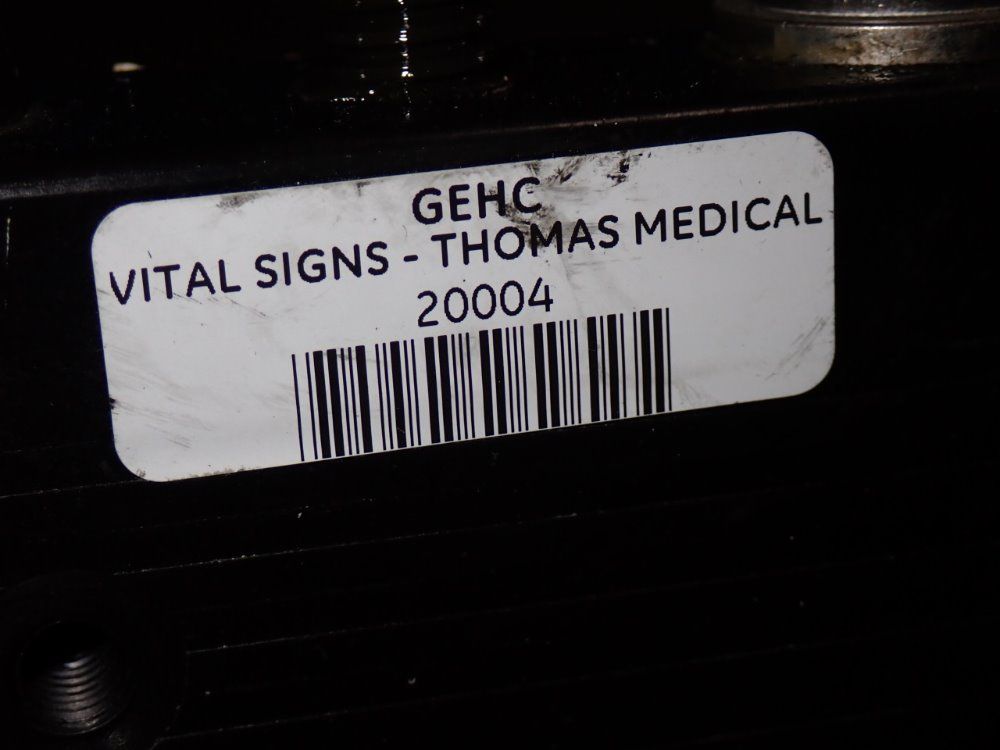 GEHC
VITAL SIGNS - THOMAS MEDICAL
20004